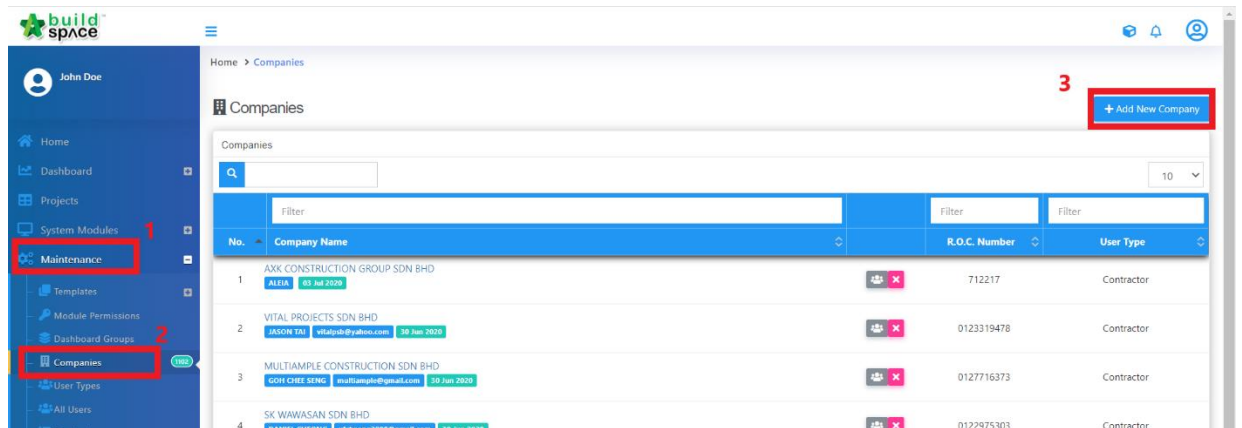 build
space
John Doe
Home > Companies
3
Companies
+ Add New Company
Home
Companies
Dashboard
10
Projects
Filter
Filter
Filter
System Modules
1
No.
Company Name
R.O.C. Number
User Type
Maintenance
1
AXK CONSTRUCTION GROUP SDN BHD
ALEIA 03 Jul 2020
712217
Contractor
Templates
Module Permissions
2
VITAL PROJECTS SDN BHD
JASON TAI vitalpsb@yahoo.com 30 Jun 2020
0123319478
Contractor
Dashboard Groups
2
Companies
1182
3
MULTIAMPLE CONSTRUCTION SDN BHD
GOH CHEE SENG multiample@gmail.com 30 Jun 2020
0127716373
Contractor
User Types
All Users
4
SK WAWASAN SDN BHD
0122975303
Contractor